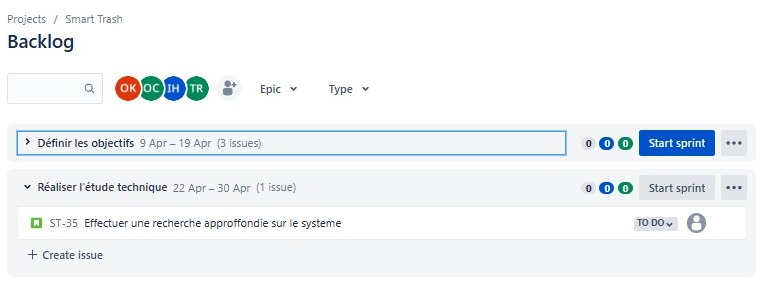 Projects / Smart Trash
Backlog
OK OC IH TR Epic Type
Définir les objectifs 9 Apr – 19 Apr (3 issues) 0 0 0 Start sprint
Réaliser l'étude technique 22 Apr – 30 Apr (1 issue) 0 0 0 Start sprint
ST-35 Effectuer une recherche approffondie sur le systeme TO DO
+ Create issue